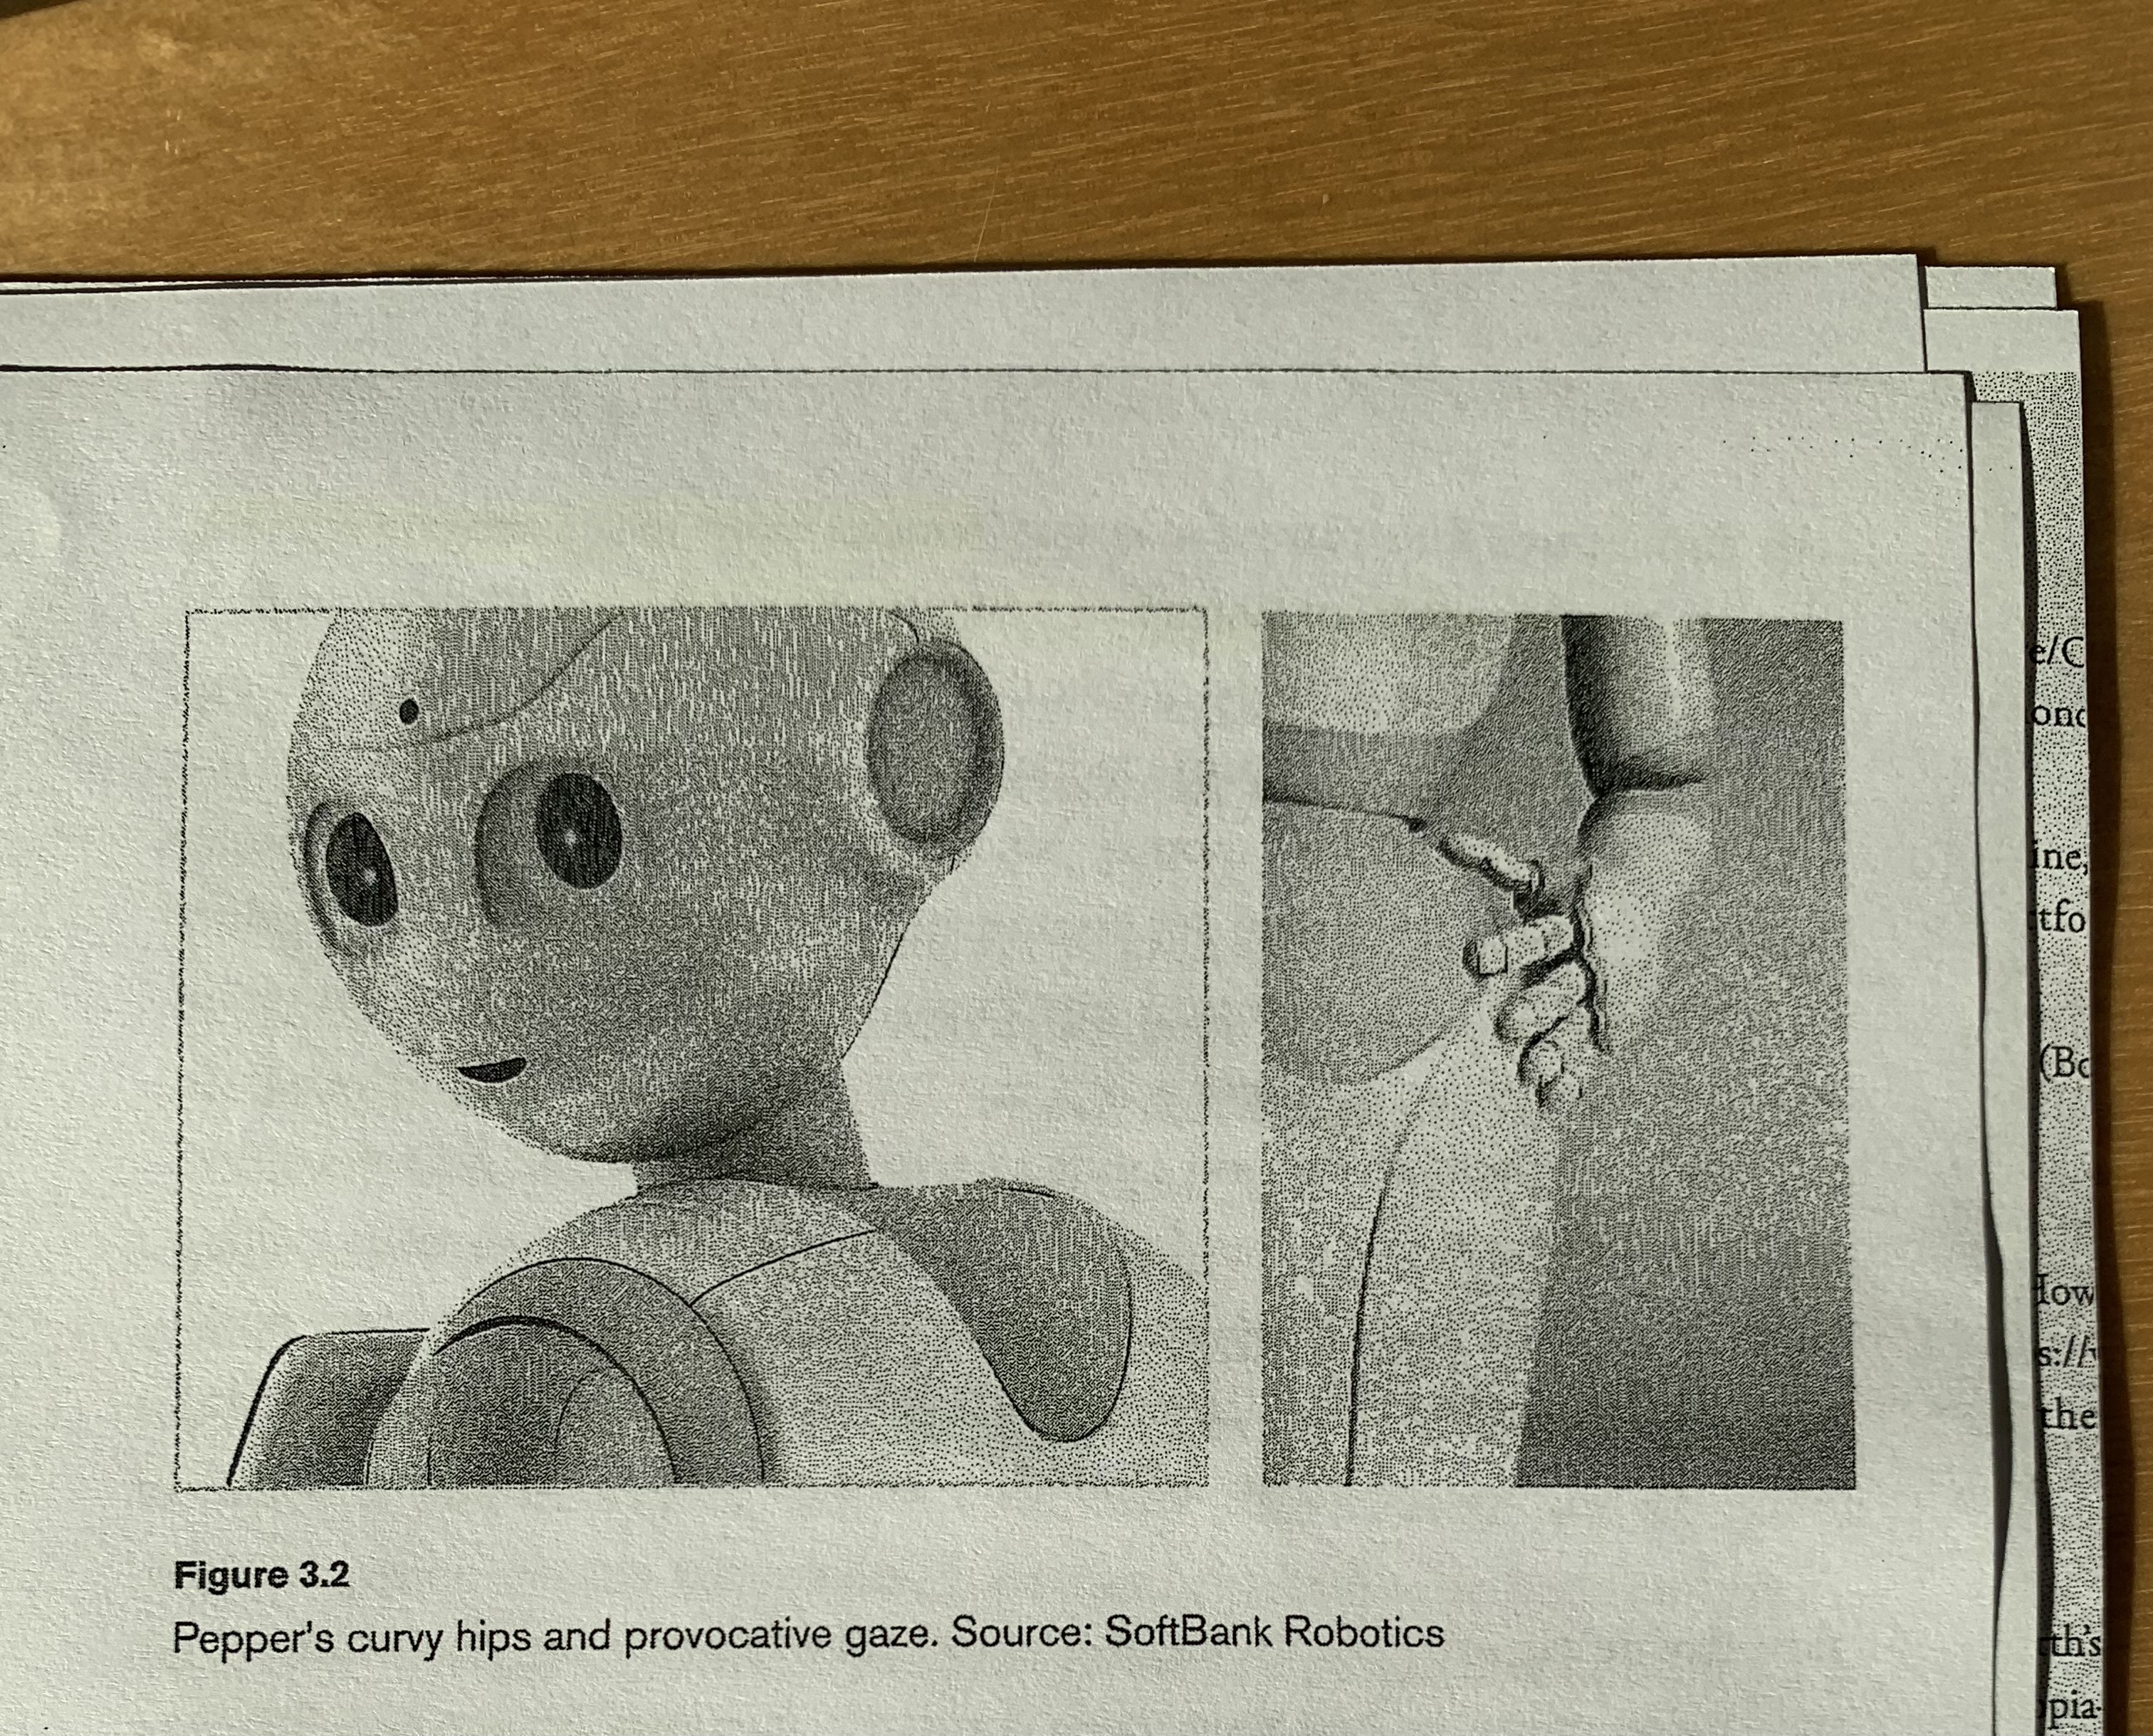 Figure 3.2
Pepper's curvy hips and provocative gaze. Source: SoftBank Robotics
e/C
ond
ine,
tfo
(Bo
How
s://
the
th's
pia-